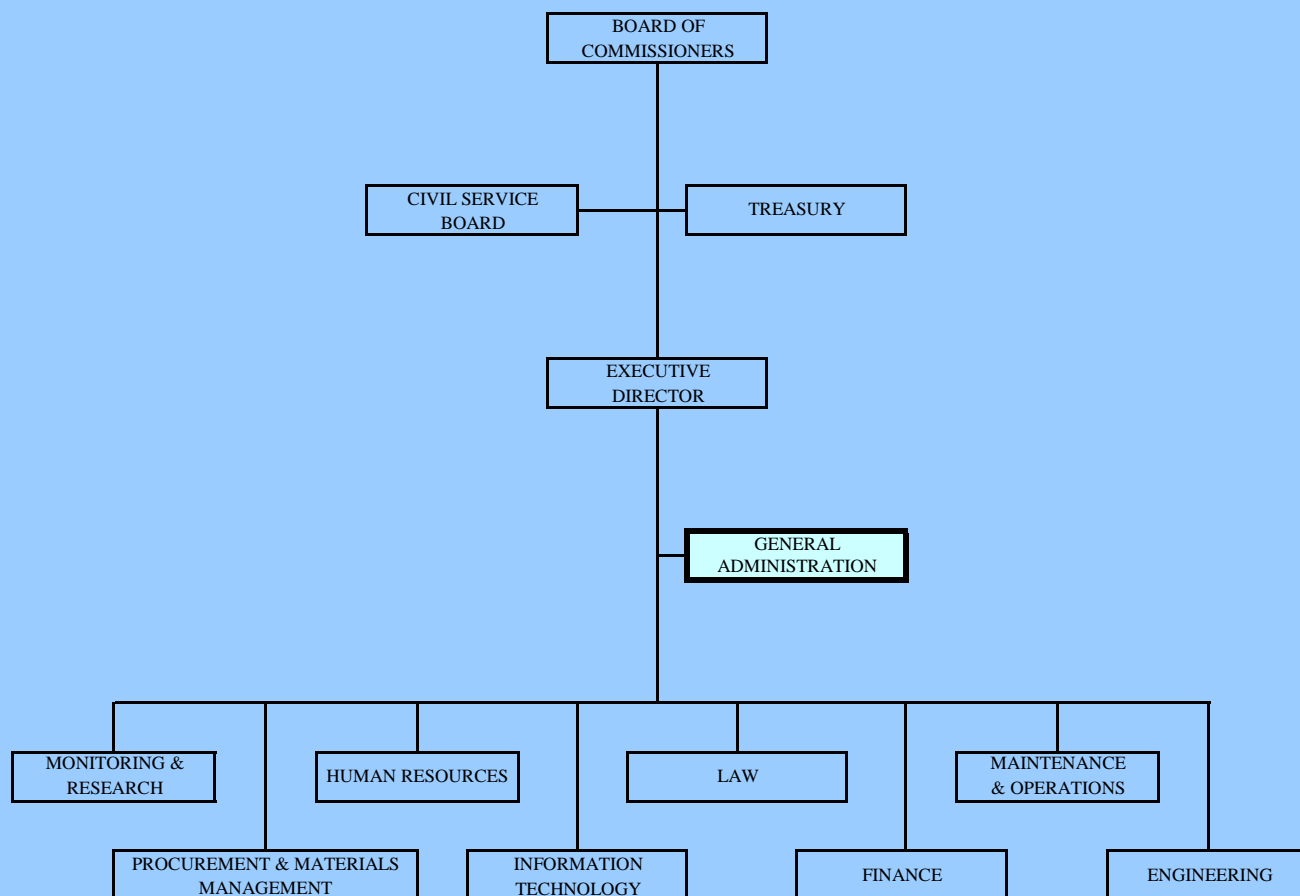 BOARD OF
COMMISSIONERS
CIVIL SERVICE
BOARD
TREASURY
EXECUTIVE
DIRECTOR
GENERAL
ADMINISTRATION
MONITORING &
RESEARCH
HUMAN RESOURCES
LAW
MAINTENANCE
& OPERATIONS
PROCUREMENT & MATERIALS
MANAGEMENT
INFORMATION
TECHNOLOGY
FINANCE
ENGINEERING